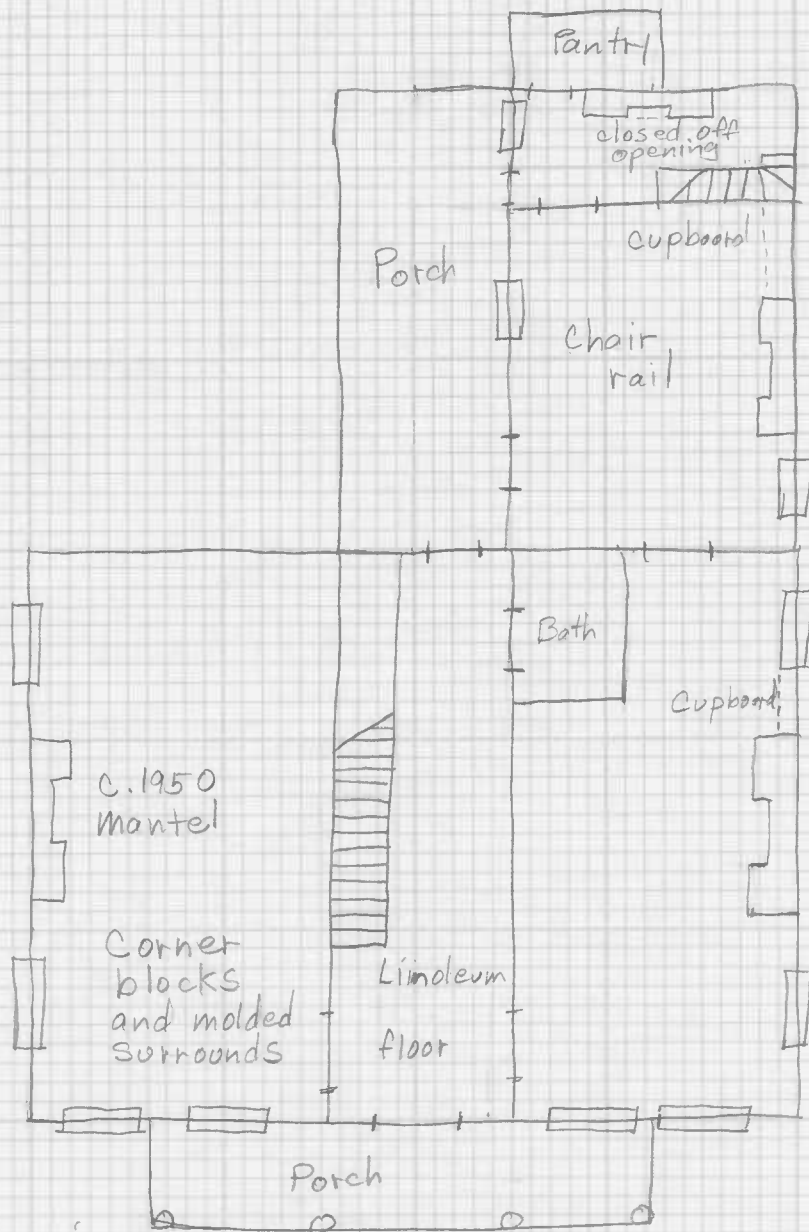 Pantry
closed off
opening
cupboard
Porch
Chair
rail
Bath
Cupboard
c. 1950
Mantel
Corner
blocks
and molded
surrounds
Limoleum
floor
Porch